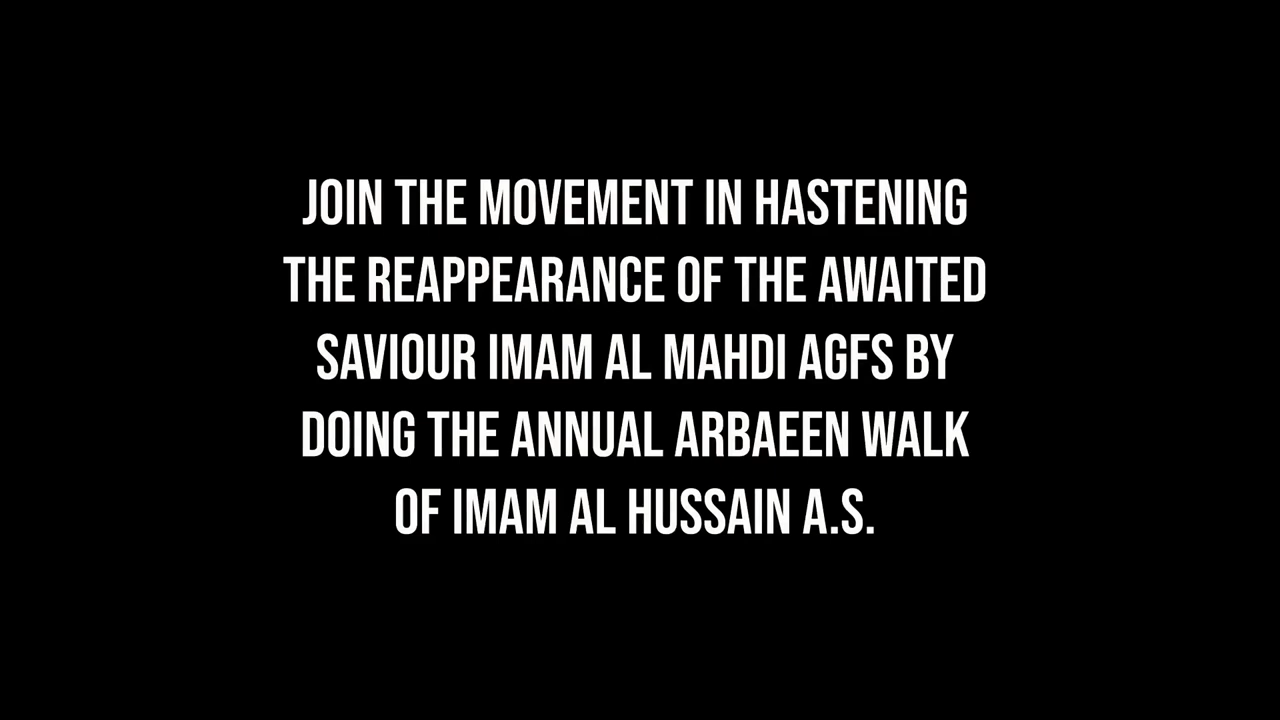 JOIN THE MOVEMENT IN HASTENING
THE REAPPEARANCE OF THE AWAITED
SAVIOUR IMAM AL MAHDI AGFS BY
DOING THE ANNUAL ARBAEEN WALK
OF IMAM AL HUSSAIN A.S.